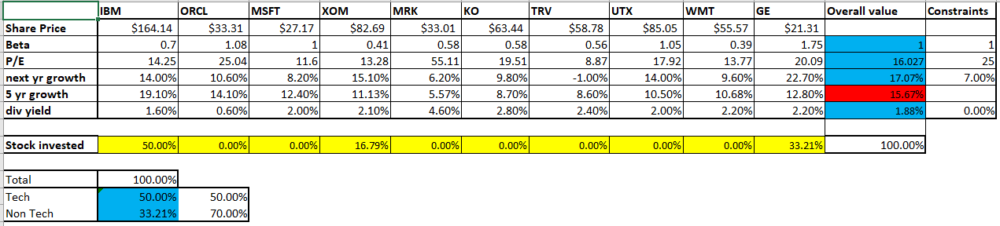 IBM ORCL MSFT XOM MRK KO TRV UTX WMT GE Overall value Constraints
Share Price $164.14 $33.31 $27.17 $82.69 $33.01 $63.44 $58.78 $85.05 $55.57 $21.31
Beta 0.7 1.08 1 0.41 0.58 0.58 0.56 1.05 0.39 1.75 1 1
P/E 14.25 25.04 11.6 13.28 55.11 19.51 8.87 17.92 13.77 20.09 16.027 25
next yr growth 14.00% 10.60% 8.20% 15.10% 6.20% 9.80% -1.00% 14.00% 9.60% 22.70% 17.07% 7.00%
5 yr growth 19.10% 14.10% 12.40% 11.13% 5.57% 8.70% 8.60% 10.50% 10.68% 12.80% 15.67%
div yield 1.60% 0.60% 2.00% 2.10% 4.60% 2.80% 2.40% 2.00% 2.20% 2.20% 1.88% 0.00%
Stock invested 50.00% 0.00% 0.00% 16.79% 0.00% 0.00% 0.00% 0.00% 0.00% 33.21% 100.00%
Total 100.00%
Tech 50.00% 50.00%
Non Tech 33.21% 70.00%